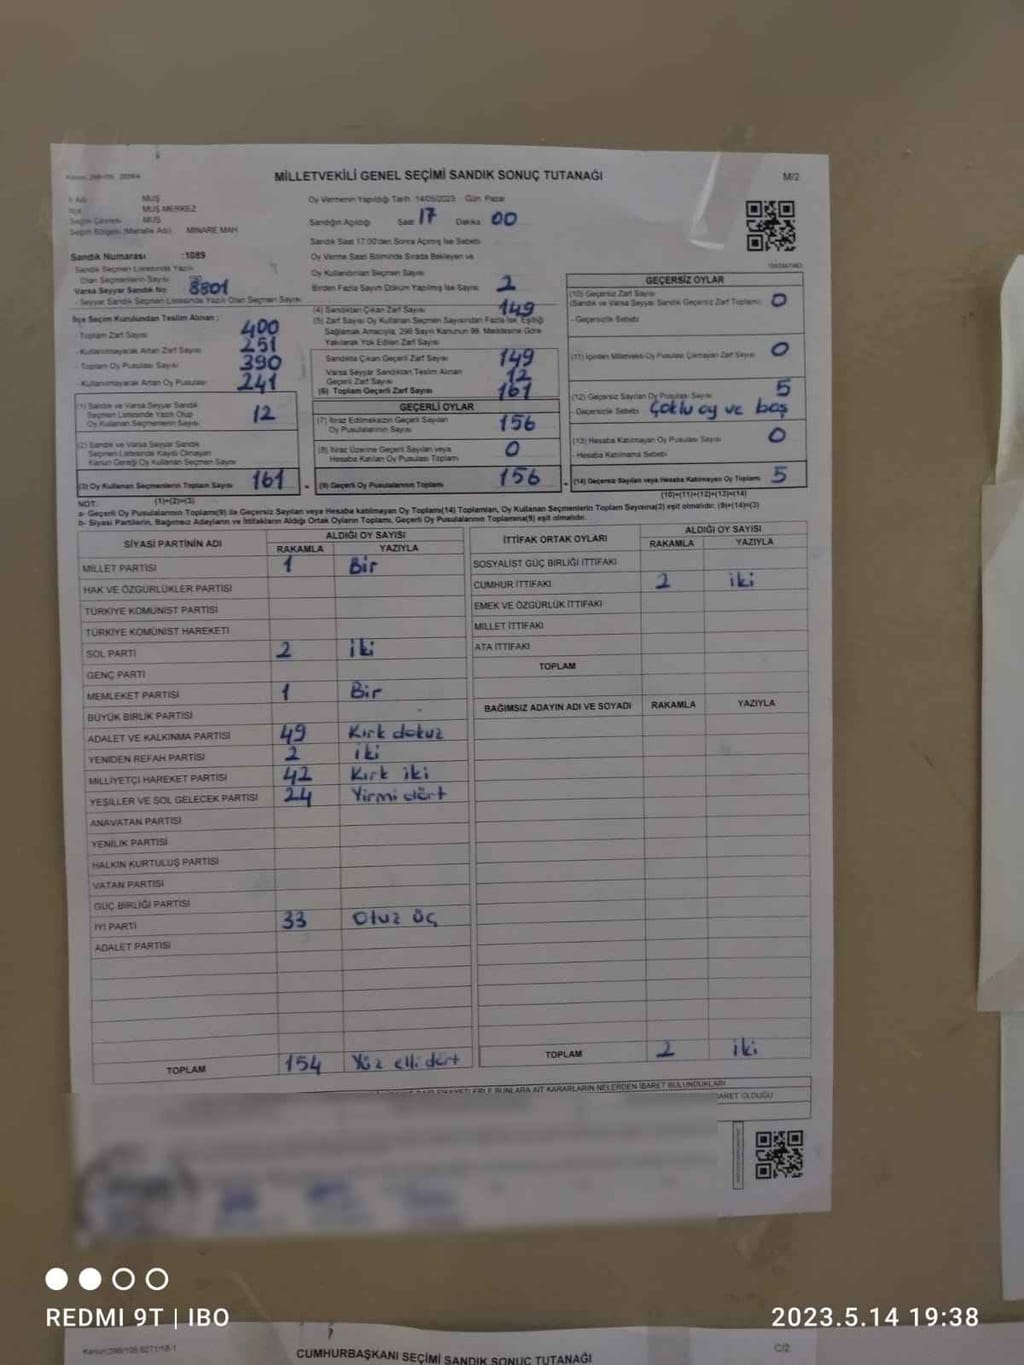 MİLLETVEKİLİ GENEL SEÇİMİ SANDIK SONUÇ TUTANAĞI
M/2
İl Adı MUŞ
İlçe MUŞ MERKEZ
Seçim Çevresi MUŞ
Seçim Bölgesi (Mahalle Adı) MİNARE MAH
Sandık Numarası :1089
Sandık Seçmen Listesinde Yazılı
Olan Seçmenlerin Sayısı
Varsa Seyyar Sandık No: 8801
- Seyyar Sandık Seçmen Listesinde Yazılı Olan Seçmen Sayısı
Oy Vermenin Yapıldığı Tarih: 14/05/2023 Gün: Pazar
Sandığın Açıldığı Saat 17 Dakika 00
Sandık Saat 17.00'den Sonra Açılmış İse Sebebi
Oy Verme Saati Bitiminde Sırada Bekleyen ve
Oy Kullandırılan Seçmen Sayısı
Birden Fazla Sayım Döküm Yapılmış İse Sayısı 2
İlçe Seçim Kurulundan Teslim Alınan :
- Toplam Zarf Sayısı 400
- Kullanılmayarak Artan Zarf Sayısı 251
- Toplam Oy Pusulası Sayısı 390
- Kullanılmayarak Artan Oy Pusulası 241
(1) Sandık ve Varsa Seyyar Sandık
Seçmen Listesinde Yazılı Olup
Oy Kullanan Seçmenlerin Sayısı 12
(2) Sandık ve Varsa Seyyar Sandık
Seçmen Listesinde Kaydı Olmayan
Kanun Gereği Oy Kullanan Seçmen Sayısı
(3) Oy Kullanan Seçmenlerin Toplam Sayısı 161
(1)+(2)=(3)
(4) Sandıktan Çıkan Zarf Sayısı 149
(5) Zarf Sayısı Oy Kullanan Seçmen Sayısından Fazla İse, Eşitliği
Sağlamak Amacıyla, 298 Sayılı Kanunun 98. Maddesine Göre
Yakılarak Yok Edilen Zarf Sayısı
Sandıkta Çıkan Geçerli Zarf Sayısı 149
Varsa Seyyar Sandıktan Teslim Alınan
Geçerli Zarf Sayısı 12
(6) Toplam Geçerli Zarf Sayısı 161
GEÇERLİ OYLAR
(7) İtiraz Edilmeksizin Geçerli Sayılan
Oy Pusulalarının Sayısı 156
(8) İtiraz Üzerine Geçerli Sayılan veya
Hesaba Katılan Oy Pusulası Toplamı 0
(9) Geçerli Oy Pusulalarının Toplamı 156
GEÇERSİZ OYLAR
(10) Geçersiz Zarf Sayısı
(Sandık ve Varsa Seyyar Sandık Geçersiz Zarf Toplamı) 0
- Geçersizlik Sebebi
(11) İçinden Milletvekili Oy Pusulası Çıkmayan Zarf Sayısı 0
(12) Geçersiz Sayılan Oy Pusulası Sayısı 5
- Geçersizlik Sebebi Çoklu oy ve boş
(13) Hesaba Katılmayan Oy Pusulası Sayısı 0
- Hesaba Katılmama Sebebi
(14) Geçersiz Sayılan veya Hesaba Katılmayan Oy Toplamı 5
(10)+(11)+(12)+(13)=(14)
NOT:
a- Geçerli Oy Pusulalarının Toplamı(9) ile Geçersiz Sayılan veya Hesaba katılmayan Oy Toplamı(14) Toplamları, Oy Kullanan Seçmenlerin Toplam Sayısına(3) eşit olmalıdır. (9)+(14)=(3)
b- Siyasi Partilerin, Bağımsız Adayların ve İttifakların Aldığı Ortak Oyların Toplamı, Geçerli Oy Pusulalarının Toplamına(9) eşit olmalıdır.
SİYASİ PARTİNİN ADI ALDIĞI OY SAYISI
RAKAMLA YAZIYLA
MİLLET PARTİSİ 1 Bir
HAK VE ÖZGÜRLÜKLER PARTİSİ
TÜRKİYE KOMÜNİST PARTİSİ
TÜRKİYE KOMÜNİST HAREKETİ
SOL PARTİ 2 iki
GENÇ PARTİ
MEMLEKET PARTİSİ 1 Bir
BÜYÜK BİRLİK PARTİSİ
ADALET VE KALKINMA PARTİSİ 49 Kırk dokuz
YENİDEN REFAH PARTİSİ 2 iki
MİLLİYETÇİ HAREKET PARTİSİ 42 Kırk iki
YEŞİLLER VE SOL GELECEK PARTİSİ 24 Yirmi dört
ANAVATAN PARTİSİ
YENİLİK PARTİSİ
HALKIN KURTULUŞ PARTİSİ
VATAN PARTİSİ
GÜÇ BİRLİĞİ PARTİSİ
İYİ PARTİ 33 Otuz üç
ADALET PARTİSİ
TOPLAM 154 Yüz elli dört
İTTİFAK ORTAK OYLARI ALDIĞI OY SAYISI
RAKAMLA YAZIYLA
SOSYALİST GÜÇ BİRLİĞİ İTTİFAKI
CUMHUR İTTİFAKI 2 iki
EMEK VE ÖZGÜRLÜK İTTİFAKI
MİLLET İTTİFAKI
ATA İTTİFAKI
TOPLAM
BAĞIMSIZ ADAYIN ADI VE SOYADI RAKAMLA YAZIYLA
TOPLAM 2 iki
BUNLARA AİT KARARLARIN NELERDEN İBARET BULUNDUKLARI
REDMI 9T | IBO
2023.5.14 19:38
CUMHURBAŞKANI SEÇİMİ SANDIK SONUÇ TUTANAĞI
C/2